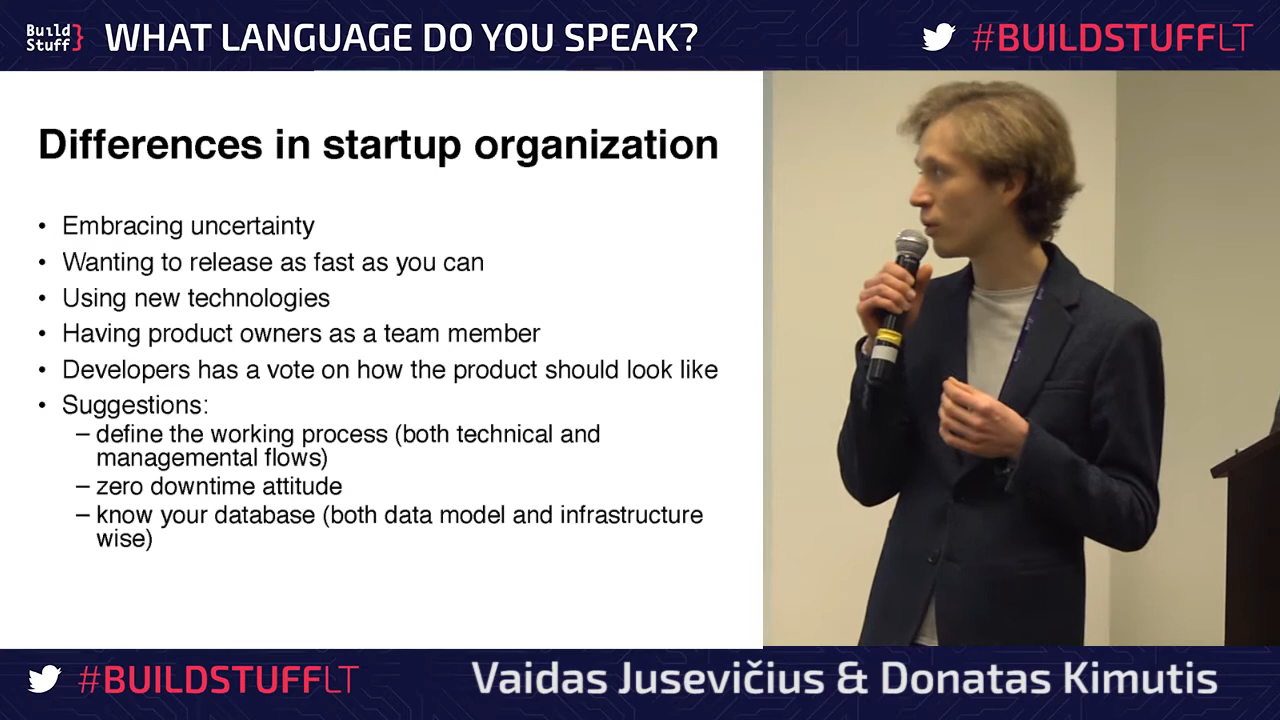 Build
Stuff}
WHAT LANGUAGE DO YOU SPEAK?
#BUILDSTUFFLT
Differences in startup organization
• Embracing uncertainty
• Wanting to release as fast as you can
• Using new technologies
• Having product owners as a team member
• Developers has a vote on how the product should look like
• Suggestions:
– define the working process (both technical and
managemental flows)
– zero downtime attitude
– know your database (both data model and infrastructure
wise)
#BUILDSTUFFLT
Vaidas Jusevičius & Donatas Kimutis